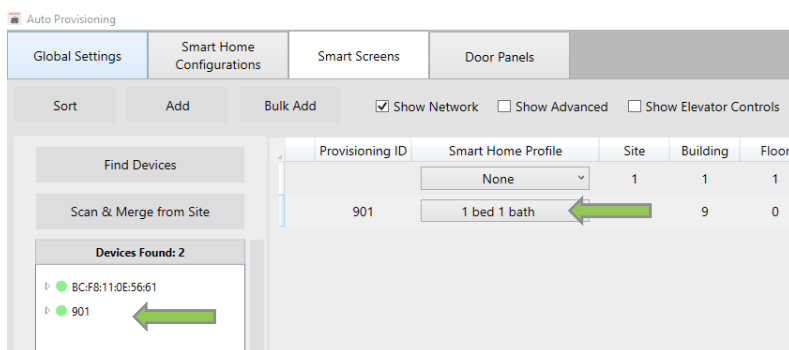 Auto Provisioning
Global Settings
Smart Home
Configurations
Smart Screens
Door Panels
Sort
Add
Bulk Add
Show Network
Show Advanced
Show Elevator Controls
Find Devices
Scan & Merge from Site
Devices Found: 2
BC:F8:11:0E:56:61
901
Provisioning ID Smart Home Profile Site Building Floor
None 1 1 1
901 1 bed 1 bath 9 0